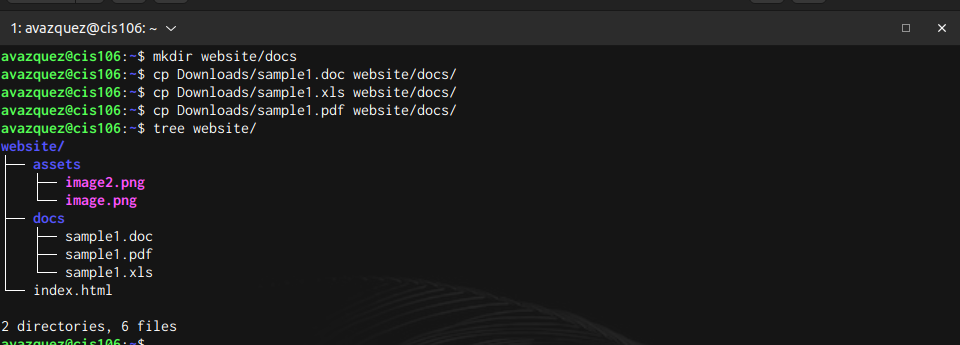 1: avazquez@cis106: ~
avazquez@cis106:~$ mkdir website/docs
avazquez@cis106:~$ cp Downloads/sample1.doc website/docs/
avazquez@cis106:~$ cp Downloads/sample1.xls website/docs/
avazquez@cis106:~$ cp Downloads/sample1.pdf website/docs/
avazquez@cis106:~$ tree website/
website/
├── assets
│   ├── image2.png
│   └── image.png
├── docs
│   ├── sample1.doc
│   ├── sample1.pdf
│   └── sample1.xls
└── index.html
2 directories, 6 files
avazquez@cis106:~$